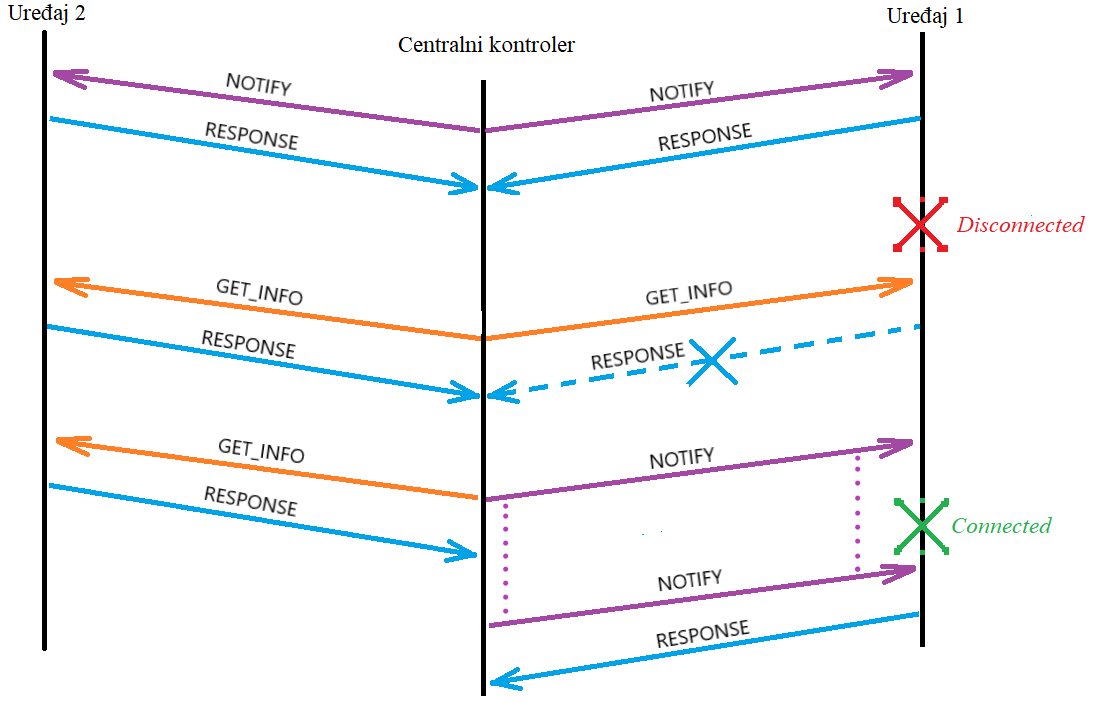 Uređaj 2
Uređaj 1
Centralni kontroler
NOTIFY
NOTIFY
RESPONSE
RESPONSE
Disconnected
GET_INFO
GET_INFO
RESPONSE
RESPONSE
GET_INFO
NOTIFY
RESPONSE
Connected
NOTIFY
RESPONSE